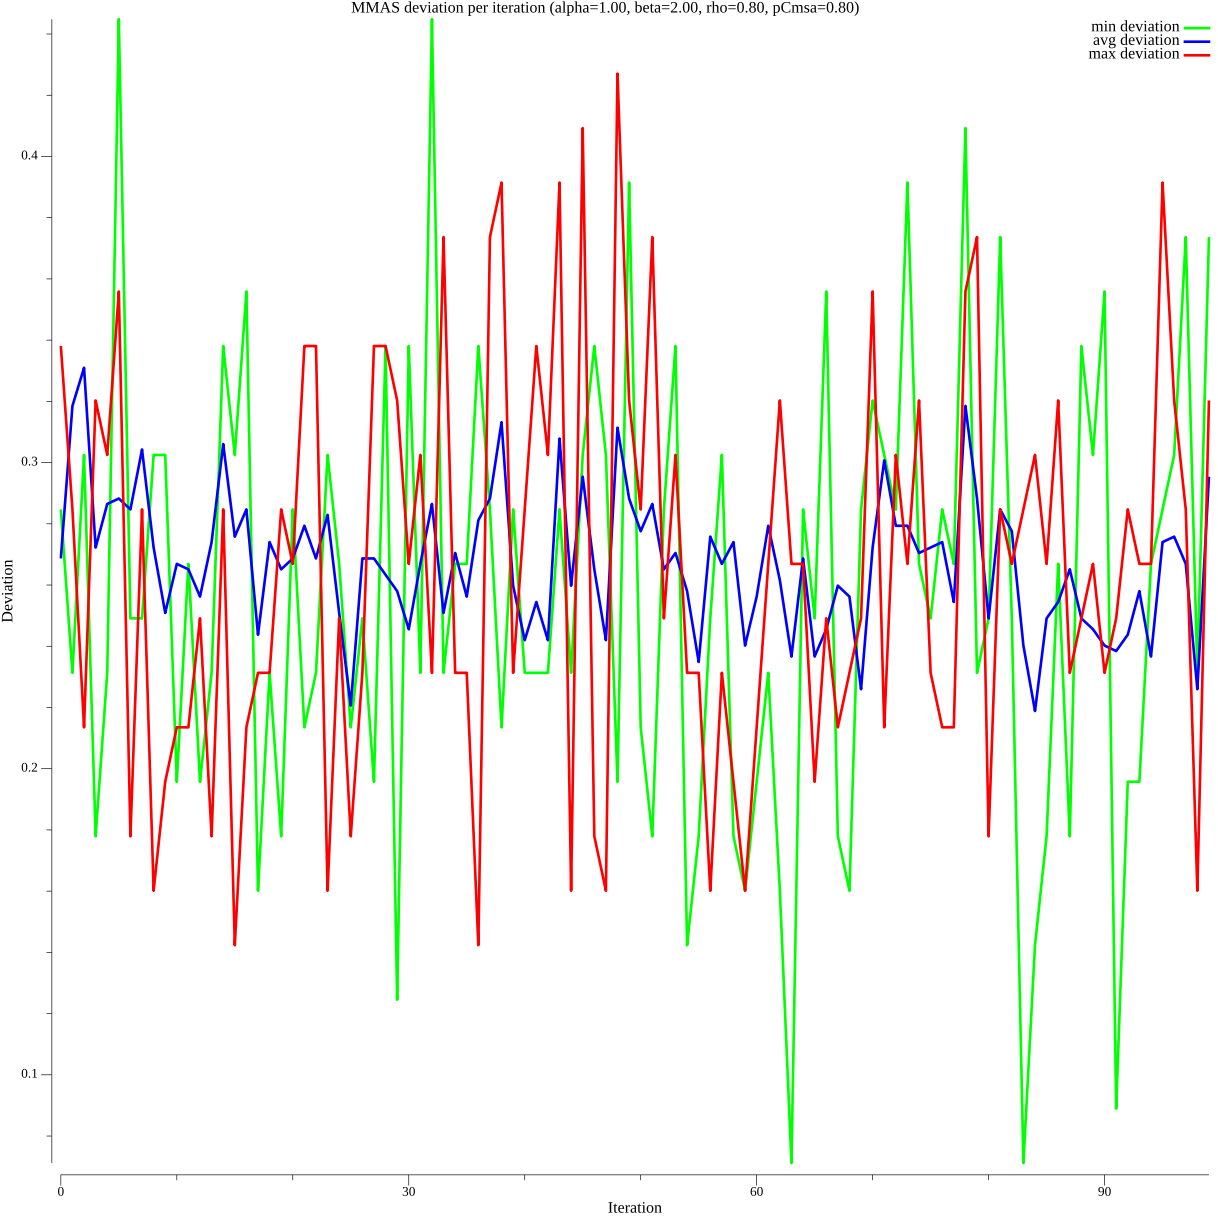 MMAS deviation per iteration (alpha=1.00, beta=2.00, rho=0.80, pCmsa=0.80)
min deviation
avg deviation
max deviation
0.4
0.3
0.2
0.1
Deviation
0
30
60
90
Iteration